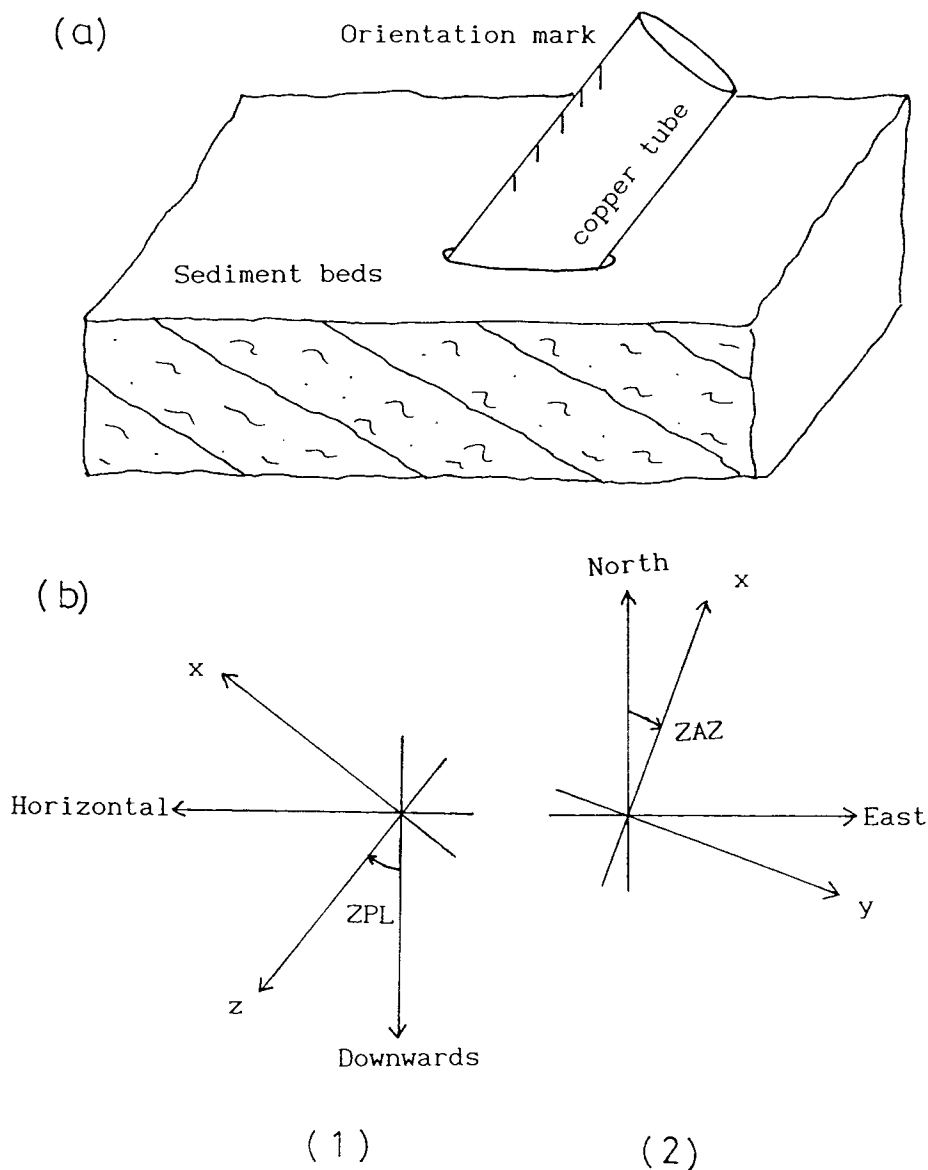 (a)
Orientation mark
copper tube
Sediment beds
(b)
North
x
x
ZAZ
Horizontal
East
ZPL
y
z
Downwards
(1)
(2)